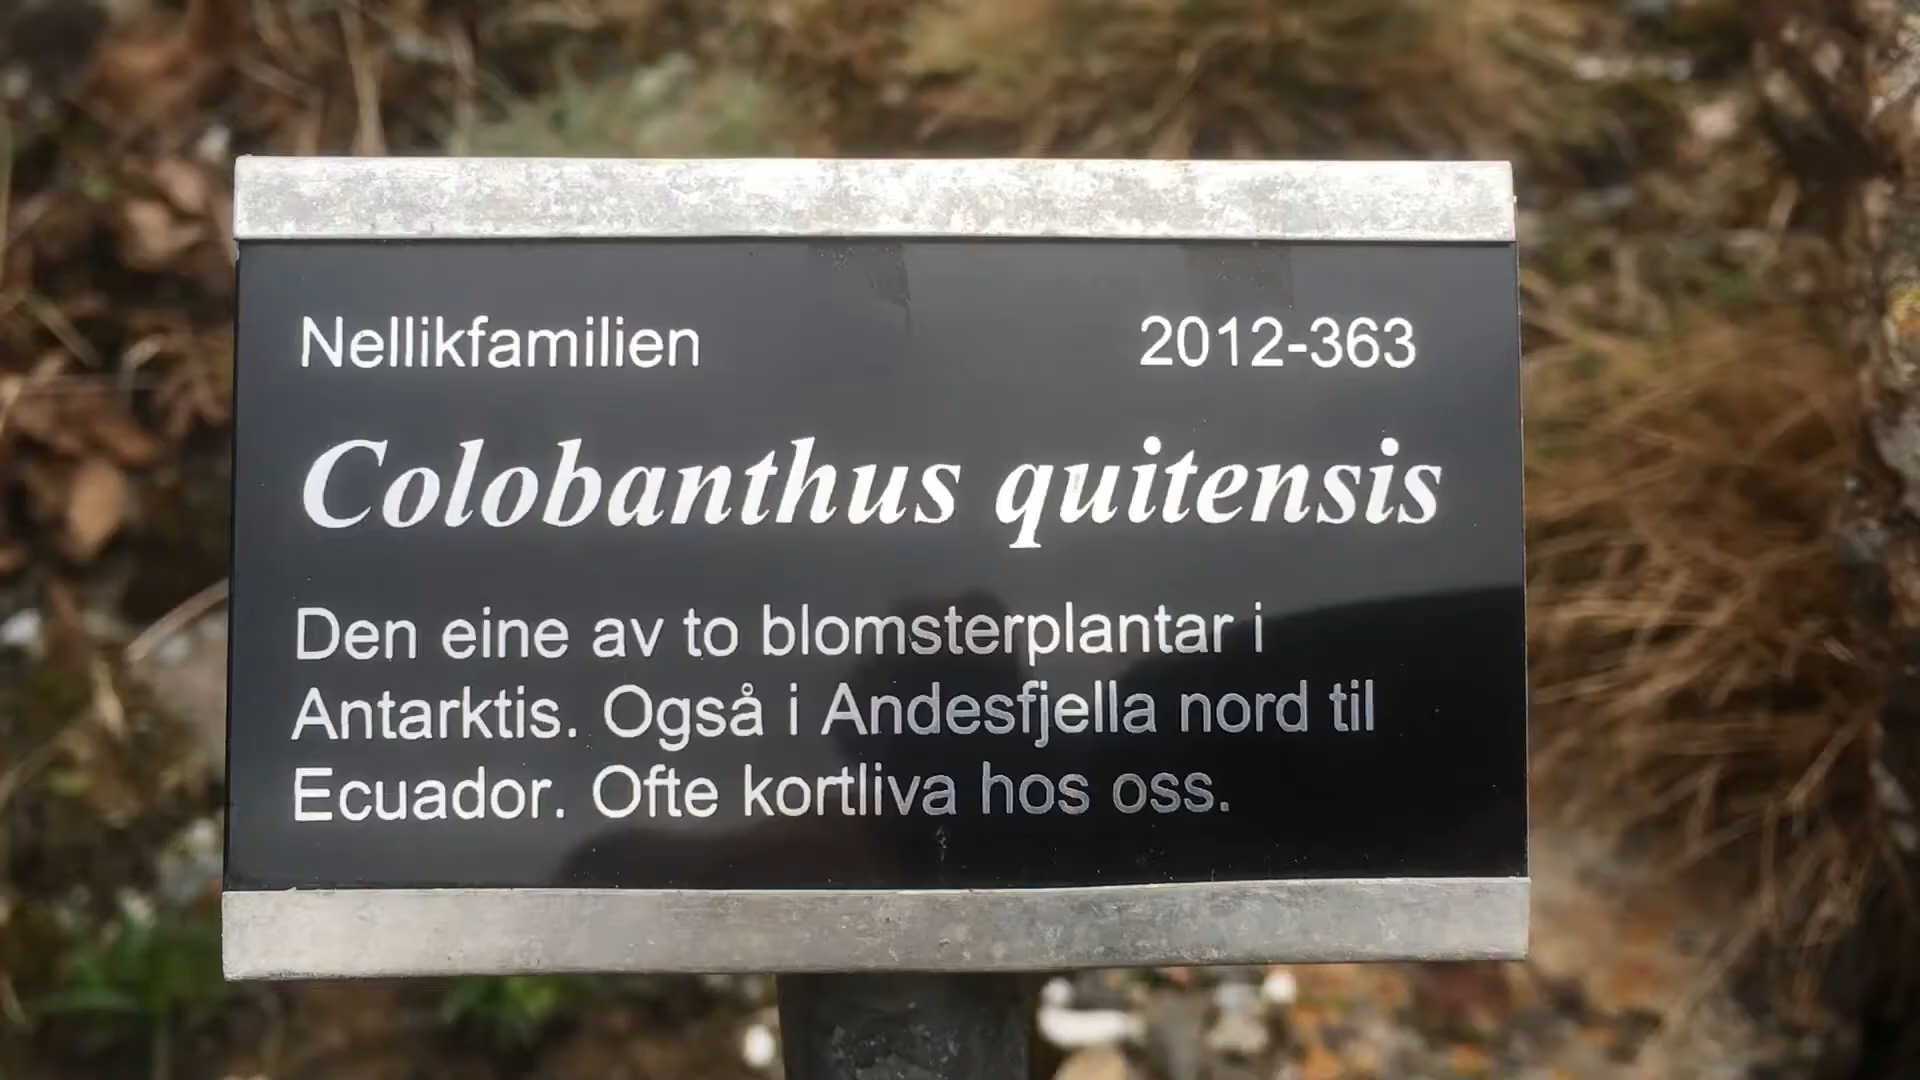 Nellikfamilien 2012-363
Colobanthus quitensis
Den eine av to blomsterplantar i
Antarktis. Også i Andesfjella nord til
Ecuador. Ofte kortliva hos oss.